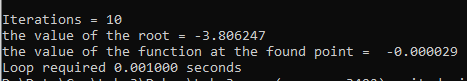 Iterations = 10
the value of the root = -3.806247
the value of the function at the found point =  -0.000029
Loop required 0.001000 seconds